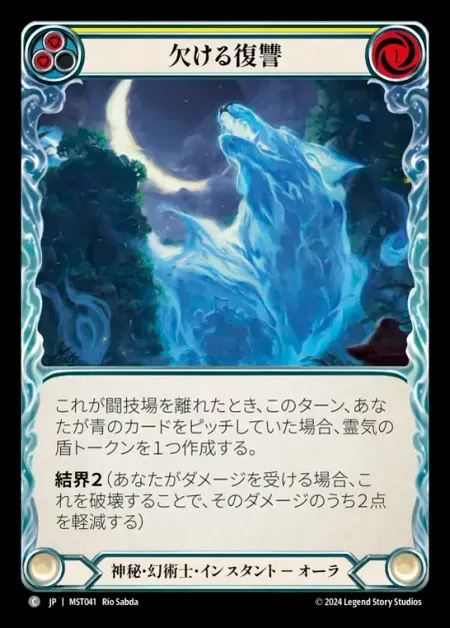 欠ける復讐
1
これが闘技場を離れたとき、このターン、あな
たが青のカードをピッチしていた場合、霊気の
盾トークンを1つ作成する。
結界2（あなたがダメージを受ける場合、こ
れを破壊することで、そのダメージのうち2点
を軽減する）
神秘・幻術士・インスタント － オーラ
C JP | MST041 Rio Sabda
© 2024 Legend Story Studios